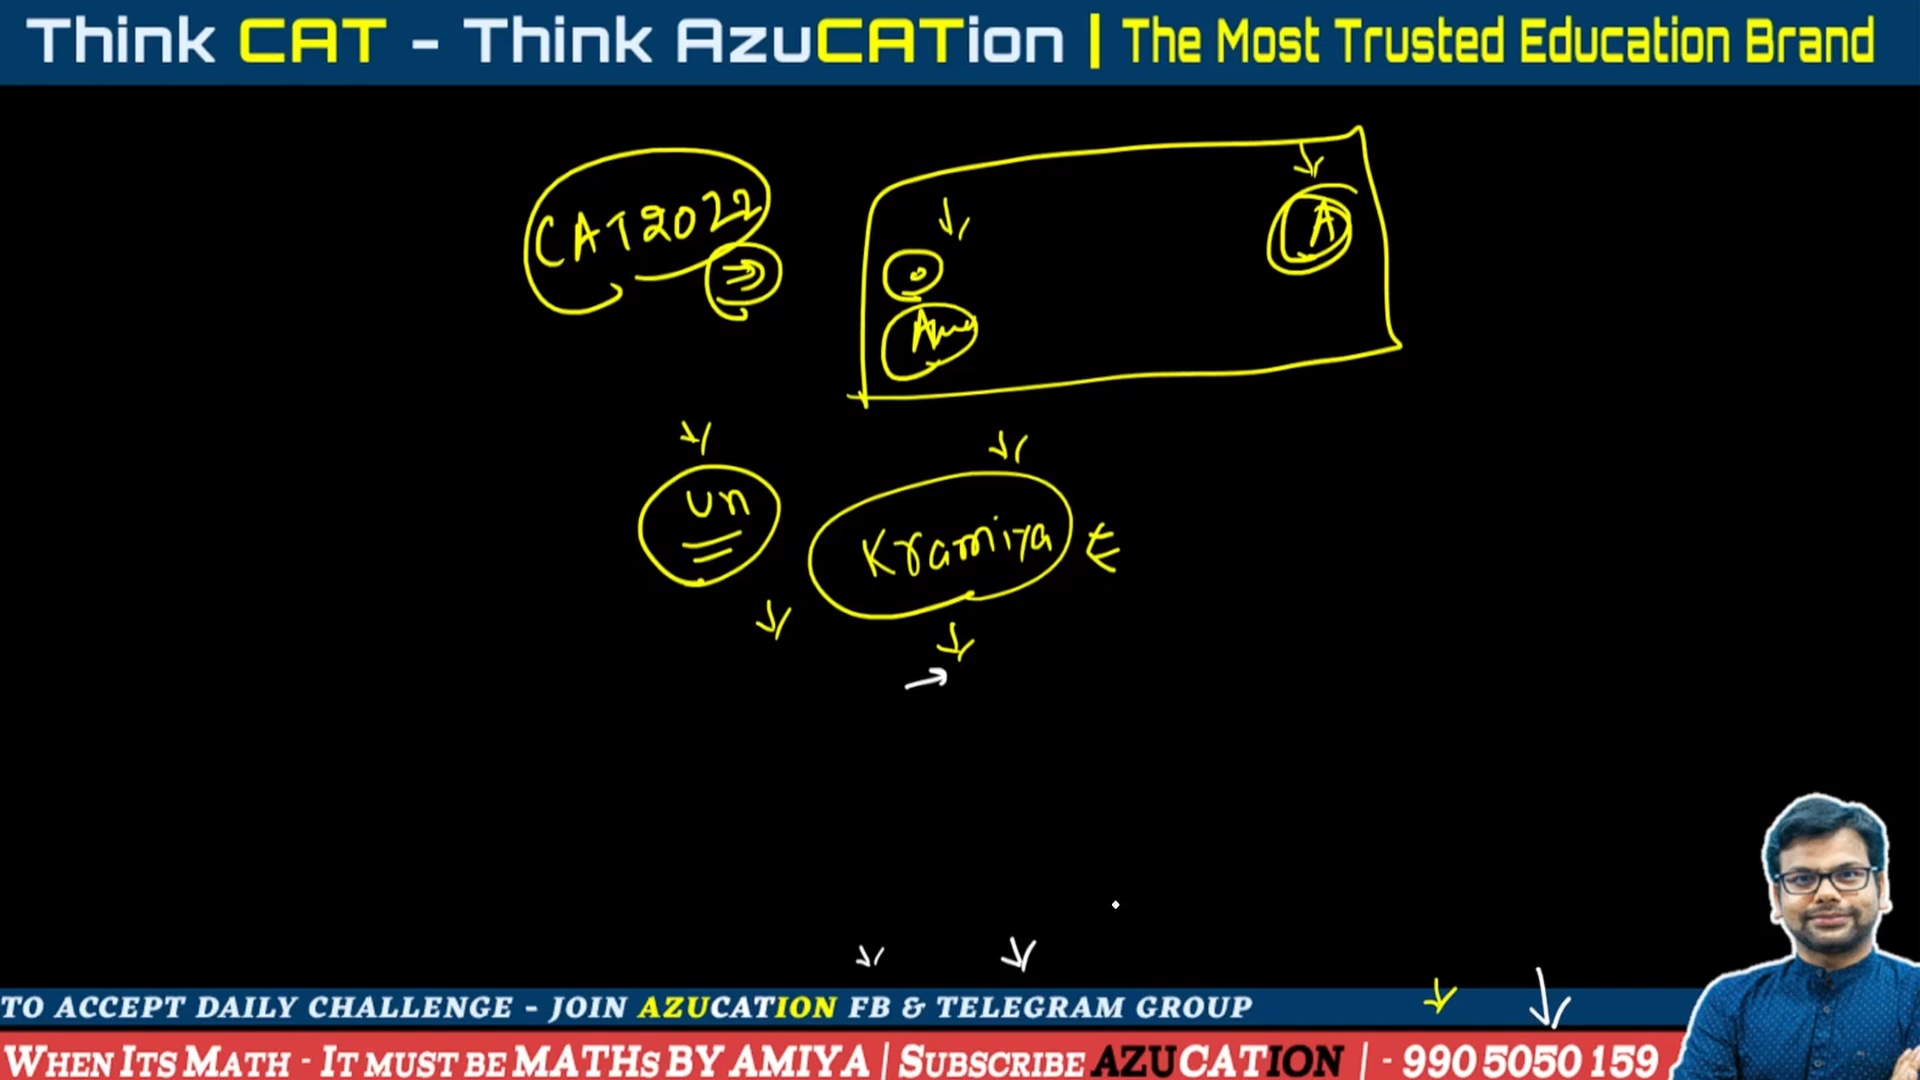 Think CAT - Think AzuCATion | The Most Trusted Education Brand
CAT2022
A
Amy
Un
Kramiya
TO ACCEPT DAILY CHALLENGE - JOIN AZUCATION FB & TELEGRAM GROUP
WHEN ITS MATH - IT MUST BE MATHS BY AMIYA | SUBSCRIBE AZUCATION | - 990 5050 159